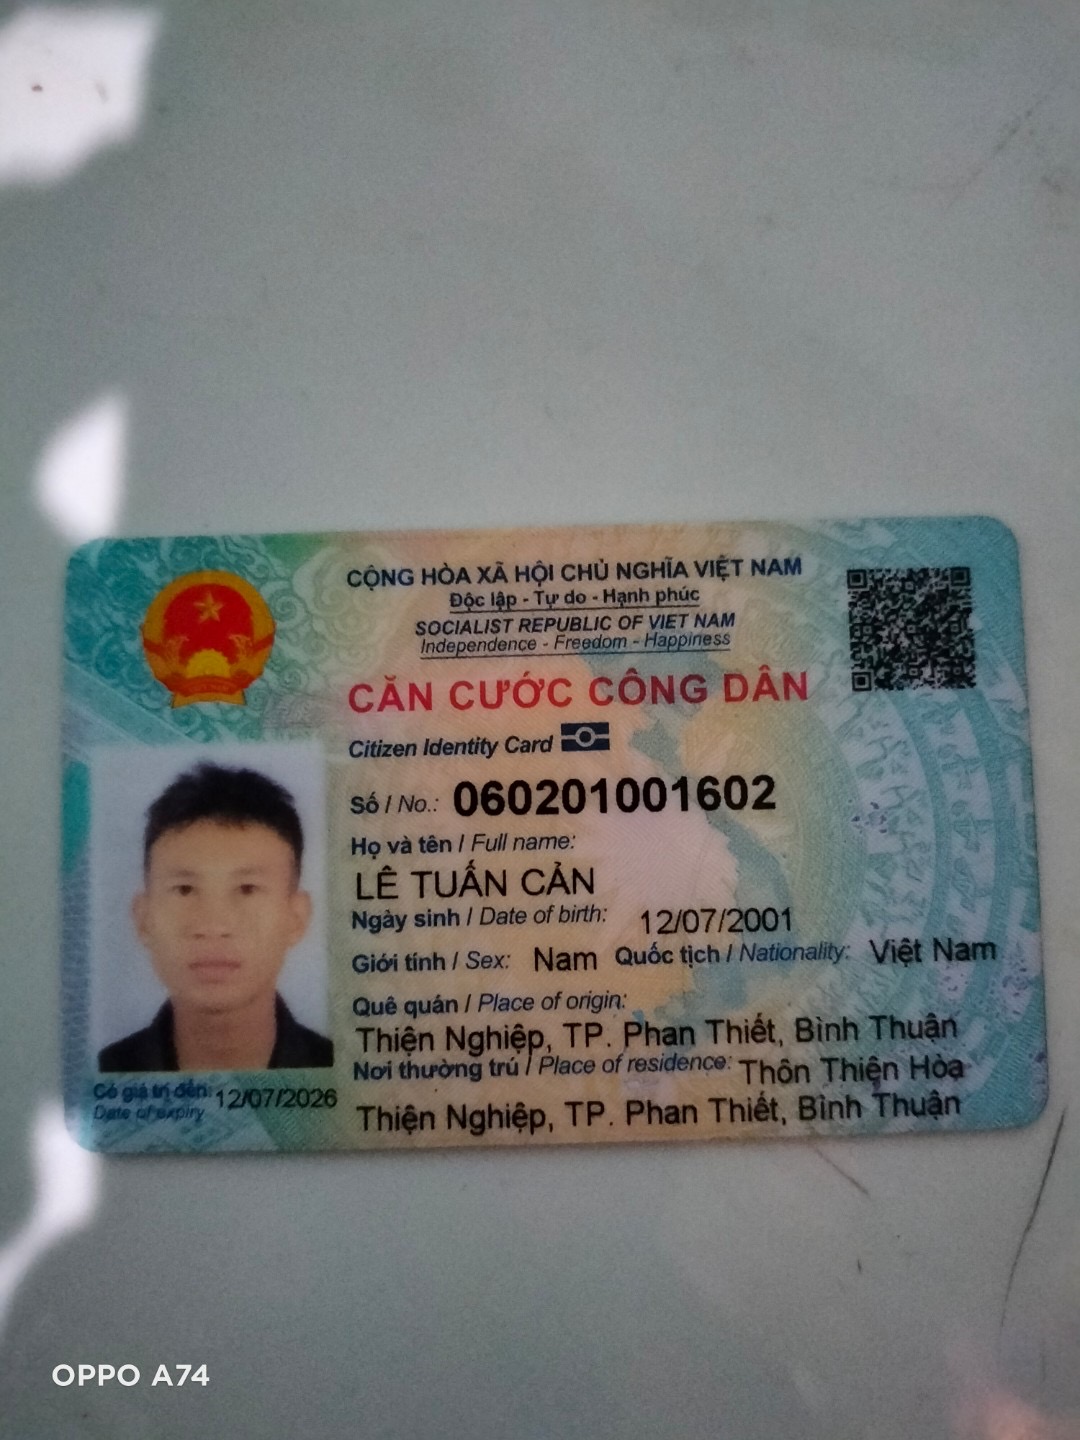 CỘNG HÒA XÃ HỘI CHỦ NGHĨA VIỆT NAM
Độc lập - Tự do - Hạnh phúc
SOCIALIST REPUBLIC OF VIET NAM
Independence - Freedom - Happiness
CĂN CƯỚC CÔNG DÂN
Citizen Identity Card
Số / No.: 060201001602
Họ và tên / Full name:
LÊ TUẤN CẢN
Ngày sinh / Date of birth: 12/07/2001
Giới tính / Sex: Nam Quốc tịch / Nationality: Việt Nam
Quê quán / Place of origin:
Thiện Nghiệp, TP. Phan Thiết, Bình Thuận
Nơi thường trú / Place of residence: Thôn Thiện Hòa
Thiện Nghiệp, TP. Phan Thiết, Bình Thuận
Có giá trị đến: 12/07/2026
Date of expiry
OPPO A74